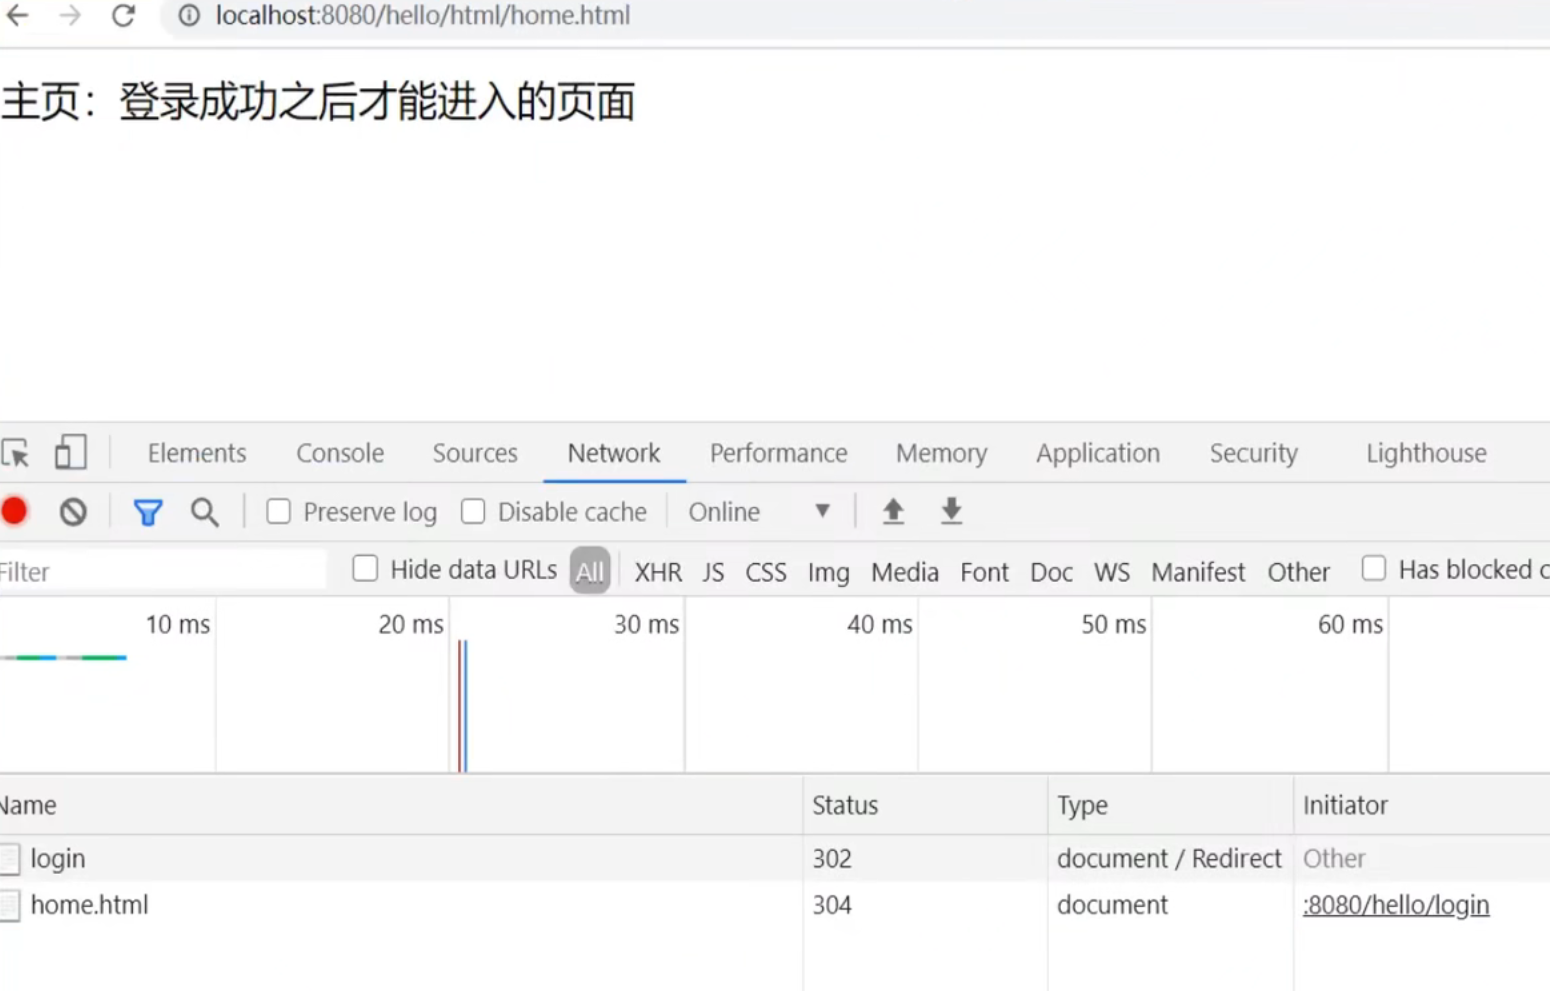 localhost:8080/hello/html/home.html
主页：登录成功之后才能进入的页面
Elements Console Sources Network Performance Memory Application Security Lighthouse
Preserve log Disable cache Online
Filter Hide data URLs All XHR JS CSS Img Media Font Doc WS Manifest Other Has blocked c
10 ms 20 ms 30 ms 40 ms 50 ms 60 ms
Name Status Type Initiator
login 302 document / Redirect Other
home.html 304 document :8080/hello/login